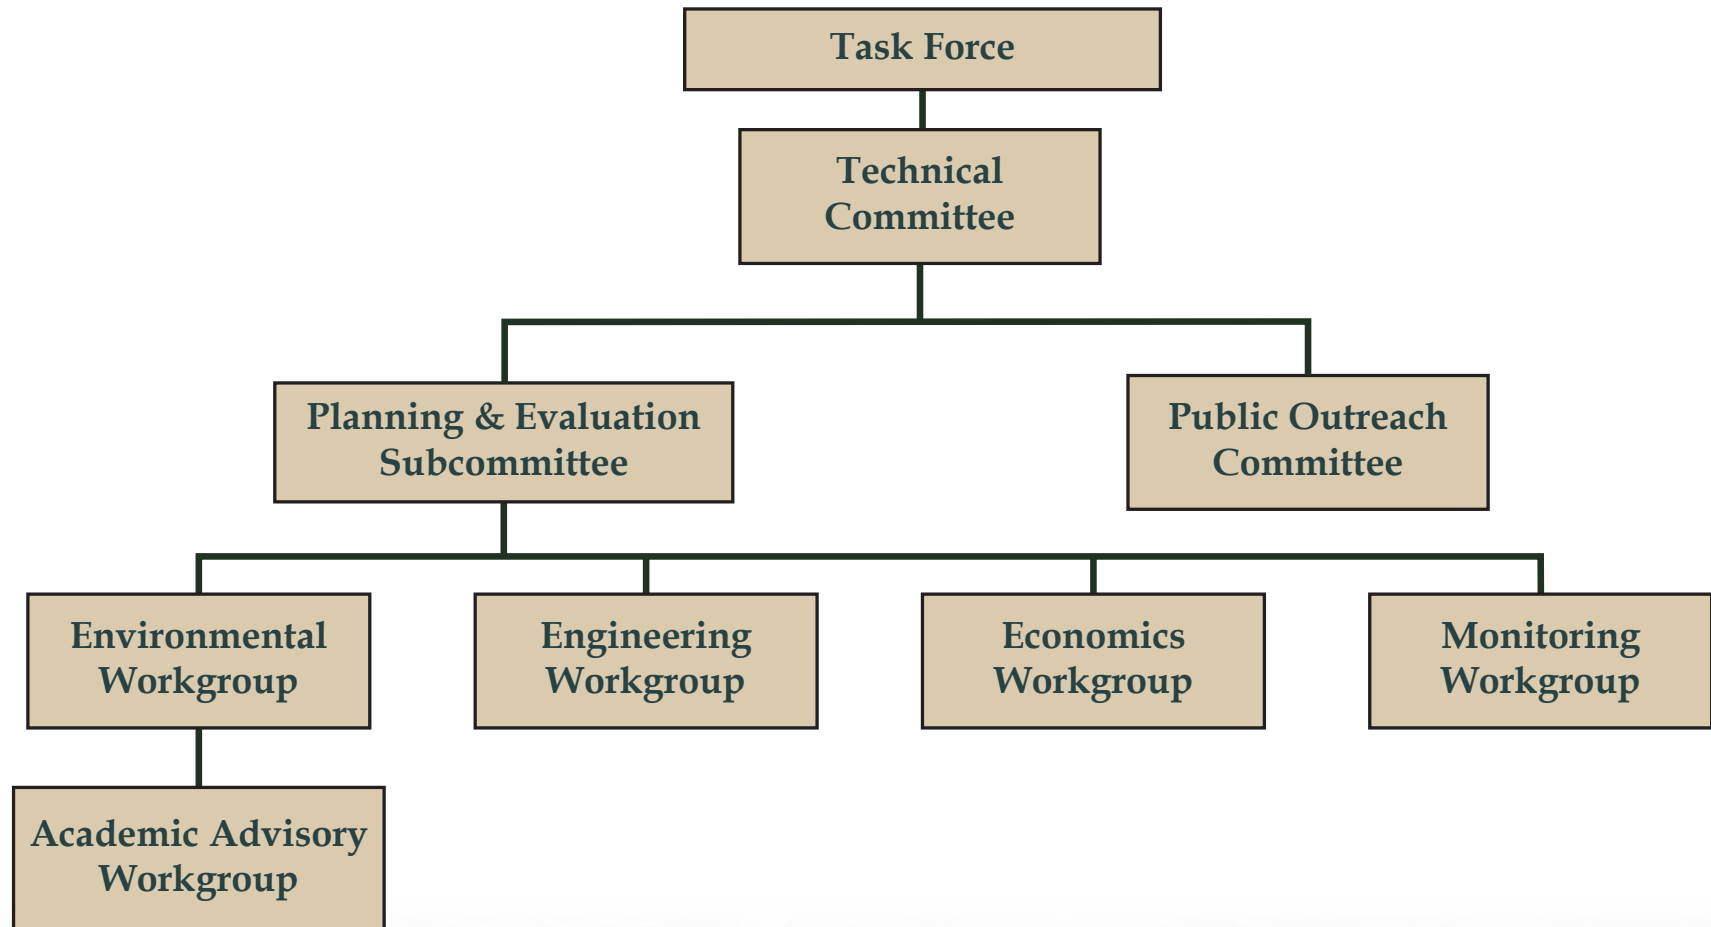 Task Force
Technical
Committee
Planning & Evaluation
Subcommittee
Public Outreach
Committee
Environmental
Workgroup
Engineering
Workgroup
Economics
Workgroup
Monitoring
Workgroup
Academic Advisory
Workgroup